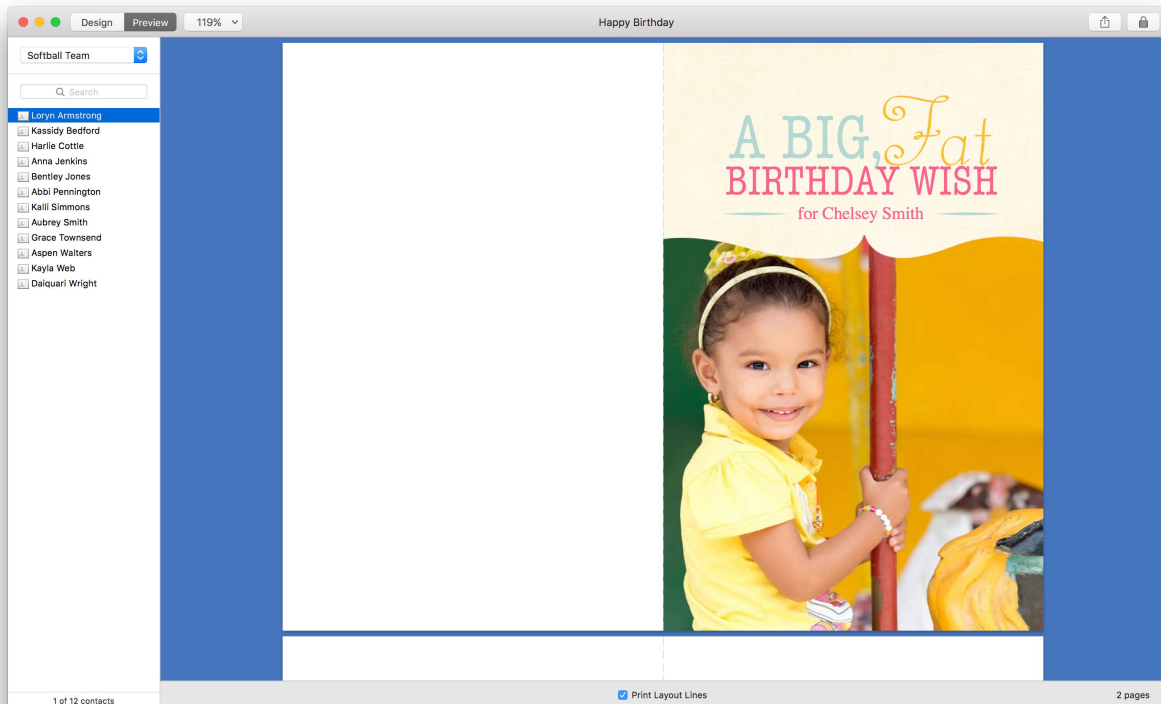 Design Preview 119% Happy Birthday
Softball Team
Search
Loryn Armstrong
Kassidy Bedford
Harlie Cottle
Anna Jenkins
Bentley Jones
Abbi Pennington
Kalli Simmons
Aubrey Smith
Grace Townsend
Aspen Walters
Kayla Web
Daiquari Wright
1 of 12 contacts
A BIG, Fat
BIRTHDAY WISH
for Chelsey Smith
Print Layout Lines
2 pages